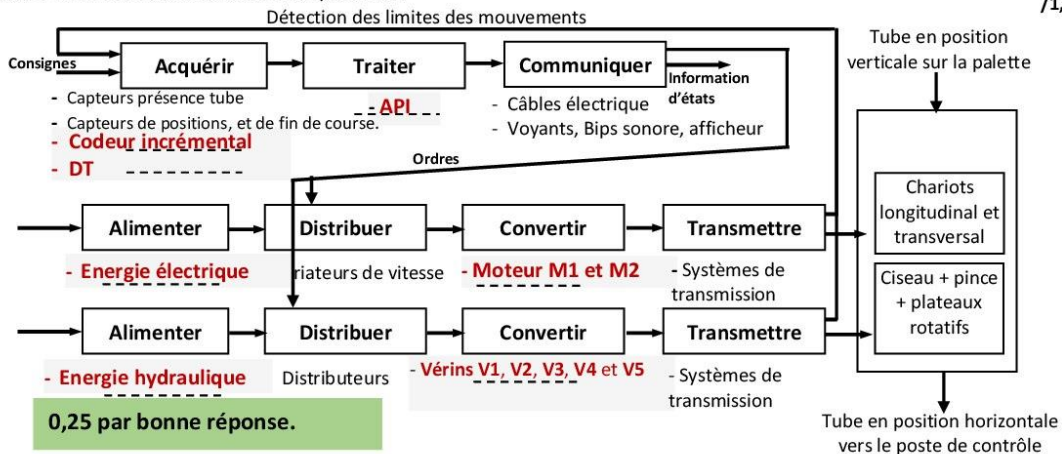 /1,
Détection des limites des mouvements
Consignes
Acquérir
Traiter
Communiquer
Information
d'états
- Capteurs présence tube
- Capteurs de positions, et de fin de course.
- Codeur incrémental
- DT
- API
- Câbles électrique
- Voyants, Bips sonore, afficheur
Ordres
Tube en position
verticale sur la palette
Alimenter
Distribuer
Convertir
Transmettre
- Energie électrique
riateurs de vitesse
- Moteur M1 et M2
- Systèmes de
transmission
Chariots
longitudinal et
transversal
Ciseau + pince
+ plateaux
rotatifs
Alimenter
Distribuer
Convertir
Transmettre
- Energie hydraulique
Distributeurs
- Vérins V1, V2, V3, V4 et V5
- Systèmes de
transmission
0,25 par bonne réponse.
Tube en position horizontale
vers le poste de contrôle